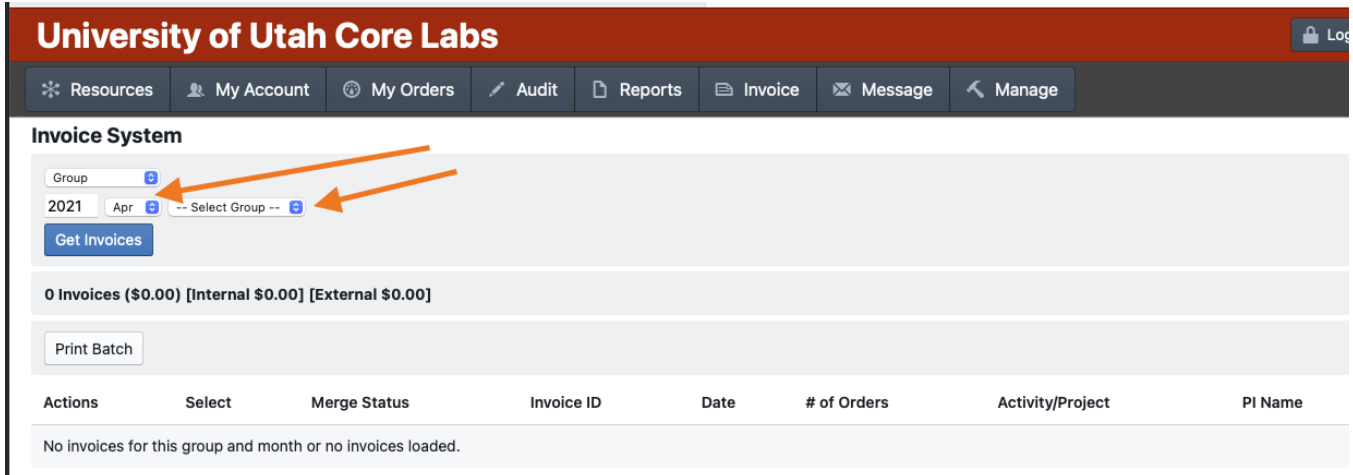 University of Utah Core Labs
Log
Resources My Account My Orders Audit Reports Invoice Message Manage
Invoice System
Group
2021 Apr -- Select Group --
Get Invoices
0 Invoices ($0.00) [Internal $0.00] [External $0.00]
Print Batch
Actions Select Merge Status Invoice ID Date # of Orders Activity/Project PI Name
No invoices for this group and month or no invoices loaded.